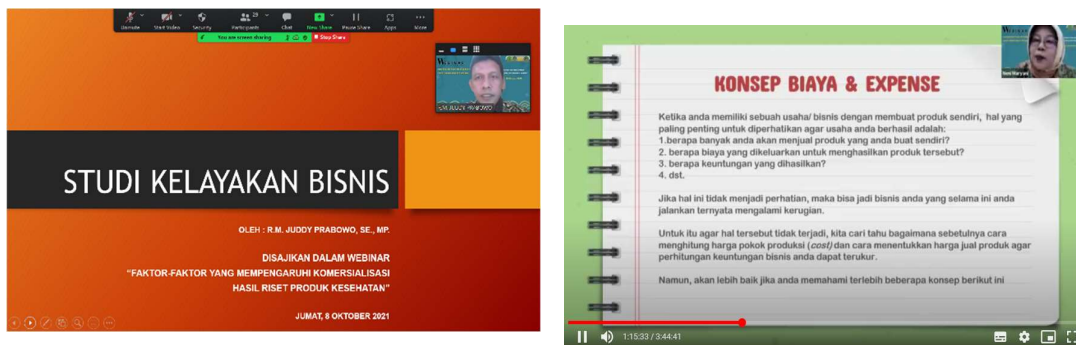 Unmute Start Video Security Participants 29 Chat New Share Pause Share Apps More
You are screen sharing Stop Share
R.M. JUDDY PRABOWO
STUDI KELAYAKAN BISNIS
OLEH : R.M. JUDDY PRABOWO, SE., MP.
DISAJIKAN DALAM WEBINAR
“FAKTOR-FAKTOR YANG MEMPENGARUHI KOMERSIALISASI
HASIL RISET PRODUK KESEHATAN”
JUMAT, 8 OKTOBER 2021
KONSEP BIAYA & EXPENSE
Ketika anda memiliki sebuah usaha/ bisnis dengan membuat produk sendiri, hal yang
paling penting untuk diperhatikan agar usaha anda berhasil adalah:
1.berapa banyak anda akan menjual produk yang anda buat sendiri?
2. berapa biaya yang dikeluarkan untuk menghasilkan produk tersebut?
3. berapa keuntungan yang dihasilkan?
4. dst.
Jika hal ini tidak menjadi perhatian, maka bisa jadi bisnis anda yang selama ini anda
jalankan ternyata mengalami kerugian.
Untuk itu agar hal tersebut tidak terjadi, kita cari tahu bagaimana sebetulnya cara
menghitung harga pokok produksi (cost) dan cara menentukkan harga jual produk agar
perhitungan keuntungan bisnis anda dapat terukur.
Namun, akan lebih baik jika anda memahami terlebih beberapa konsep berikut ini
1:15:33 / 3:44:41